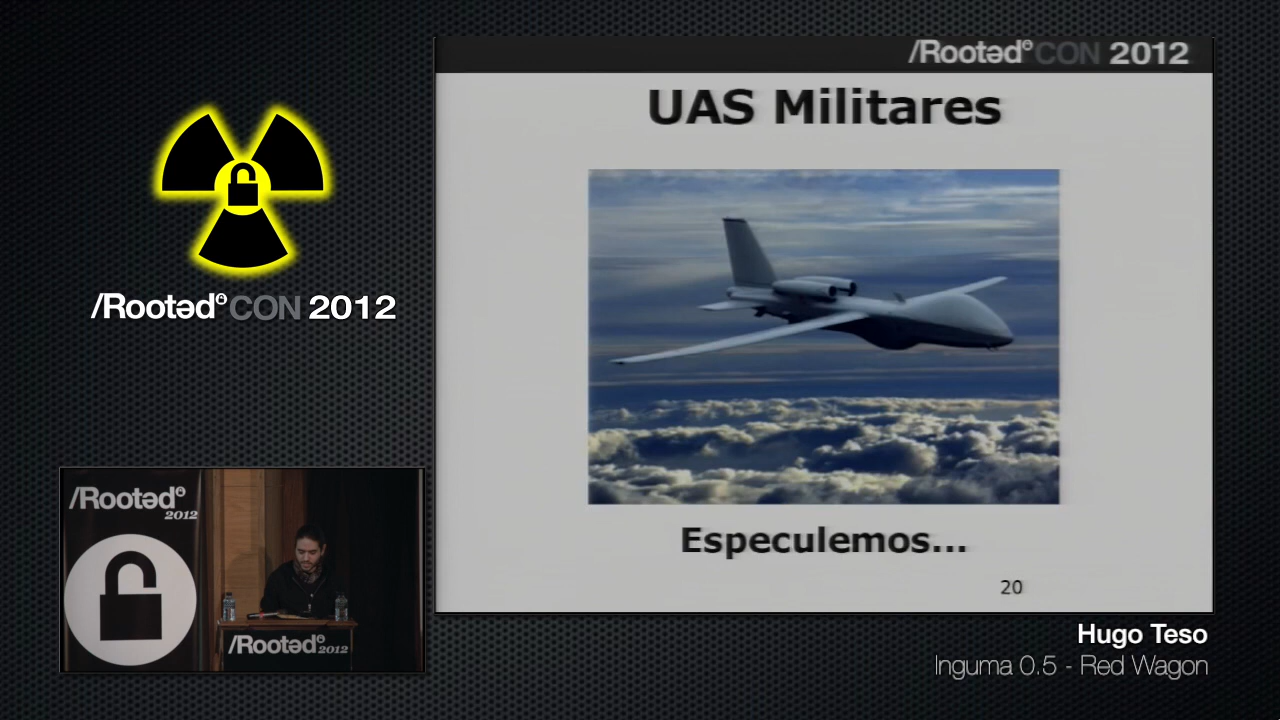 /Rootəd CON 2012
UAS Militares
/Rootəd CON 2012
Especulemos...
20
/Rootəd
2012
/Rootəd 2012
Hugo Teso
Inguma 0.5 - Red Wagon